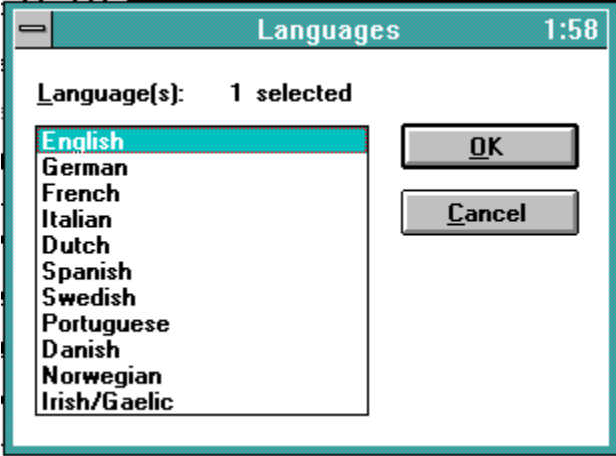 Languages 1:58
Language(s): 1 selected
English
German
French
Italian
Dutch
Spanish
Swedish
Portuguese
Danish
Norwegian
Irish/Gaelic
OK
Cancel